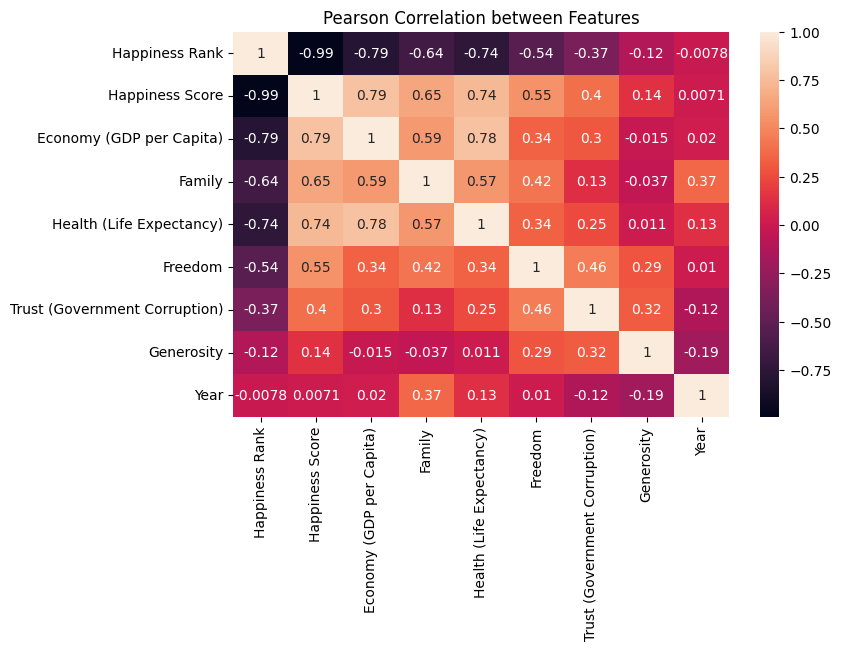 Pearson Correlation between Features
Happiness Rank 1 -0.99 -0.79 -0.64 -0.74 -0.54 -0.37 -0.12 -0.0078
Happiness Score -0.99 1 0.79 0.65 0.74 0.55 0.4 0.14 0.0071
Economy (GDP per Capita) -0.79 0.79 1 0.59 0.78 0.34 0.3 -0.015 0.02
Family -0.64 0.65 0.59 1 0.57 0.42 0.13 -0.037 0.37
Health (Life Expectancy) -0.74 0.74 0.78 0.57 1 0.34 0.25 0.011 0.13
Freedom -0.54 0.55 0.34 0.42 0.34 1 0.46 0.29 0.01
Trust (Government Corruption) -0.37 0.4 0.3 0.13 0.25 0.46 1 0.32 -0.12
Generosity -0.12 0.14 -0.015 -0.037 0.011 0.29 0.32 1 -0.19
Year -0.0078 0.0071 0.02 0.37 0.13 0.01 -0.12 -0.19 1
Happiness Rank
Happiness Score
Economy (GDP per Capita)
Family
Health (Life Expectancy)
Freedom
Trust (Government Corruption)
Generosity
Year
1.00
0.75
0.50
0.25
0.00
−0.25
−0.50
−0.75